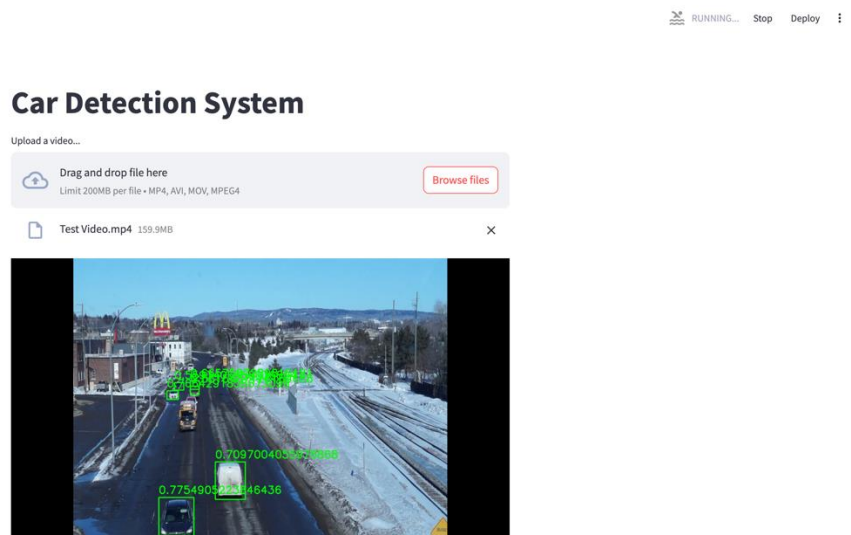 RUNNING...
Stop
Deploy
Car Detection System
Upload a video...
Drag and drop file here
Browse files
Limit 200MB per file • MP4, AVI, MOV, MPEG4
Test Video.mp4 159.9MB